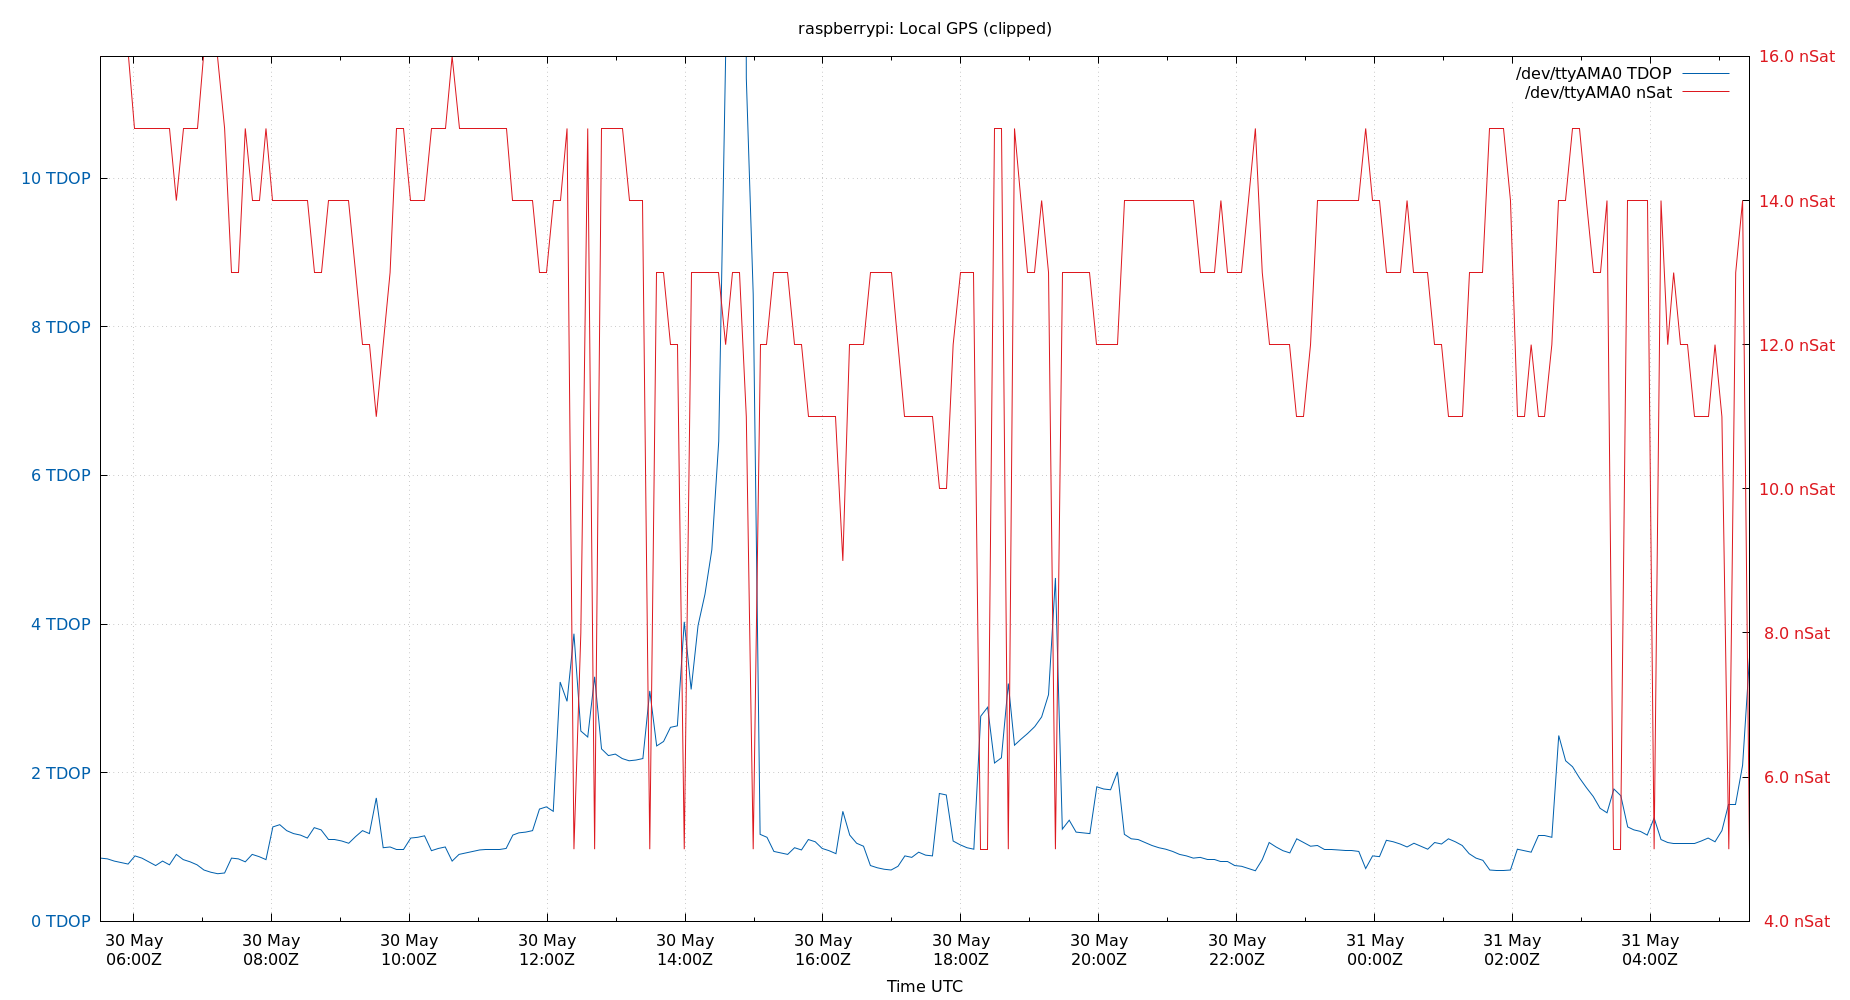 raspberrypi: Local GPS (clipped)
/dev/ttyAMA0 TDOP
/dev/ttyAMA0 nSat
10 TDOP
8 TDOP
6 TDOP
4 TDOP
2 TDOP
0 TDOP
16.0 nSat
14.0 nSat
12.0 nSat
10.0 nSat
8.0 nSat
6.0 nSat
4.0 nSat
30 May 30 May 30 May 30 May 30 May 30 May 30 May 30 May 30 May 31 May 31 May 31 May
06:00Z 08:00Z 10:00Z 12:00Z 14:00Z 16:00Z 18:00Z 20:00Z 22:00Z 00:00Z 02:00Z 04:00Z
Time UTC